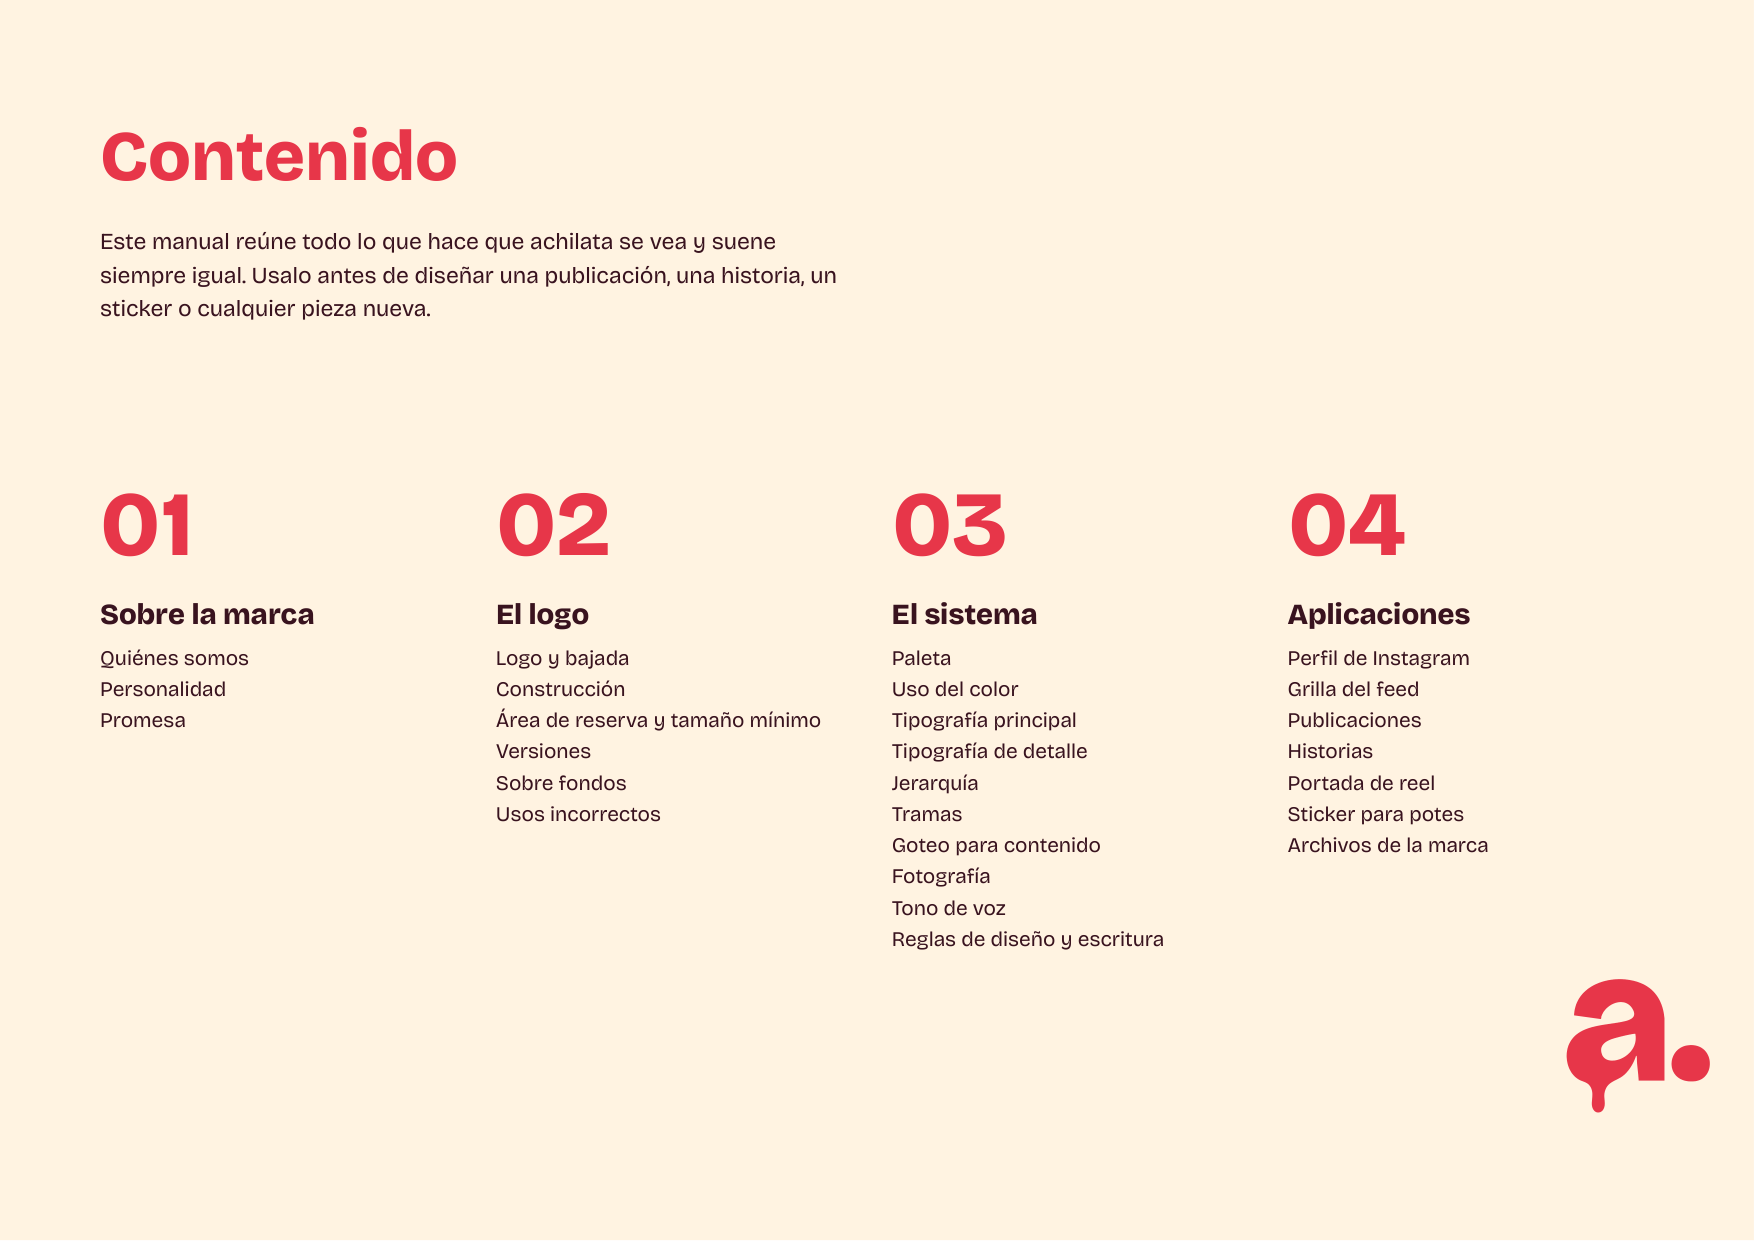 Contenido
Este manual reúne todo lo que hace que achilata se vea y suene
siempre igual. Usalo antes de diseñar una publicación, una historia, un
sticker o cualquier pieza nueva.
01
Sobre la marca
Quiénes somos
Personalidad
Promesa
02
El logo
Logo y bajada
Construcción
Área de reserva y tamaño mínimo
Versiones
Sobre fondos
Usos incorrectos
03
El sistema
Paleta
Uso del color
Tipografía principal
Tipografía de detalle
Jerarquía
Tramas
Goteo para contenido
Fotografía
Tono de voz
Reglas de diseño y escritura
04
Aplicaciones
Perfil de Instagram
Grilla del feed
Publicaciones
Historias
Portada de reel
Sticker para potes
Archivos de la marca
a.